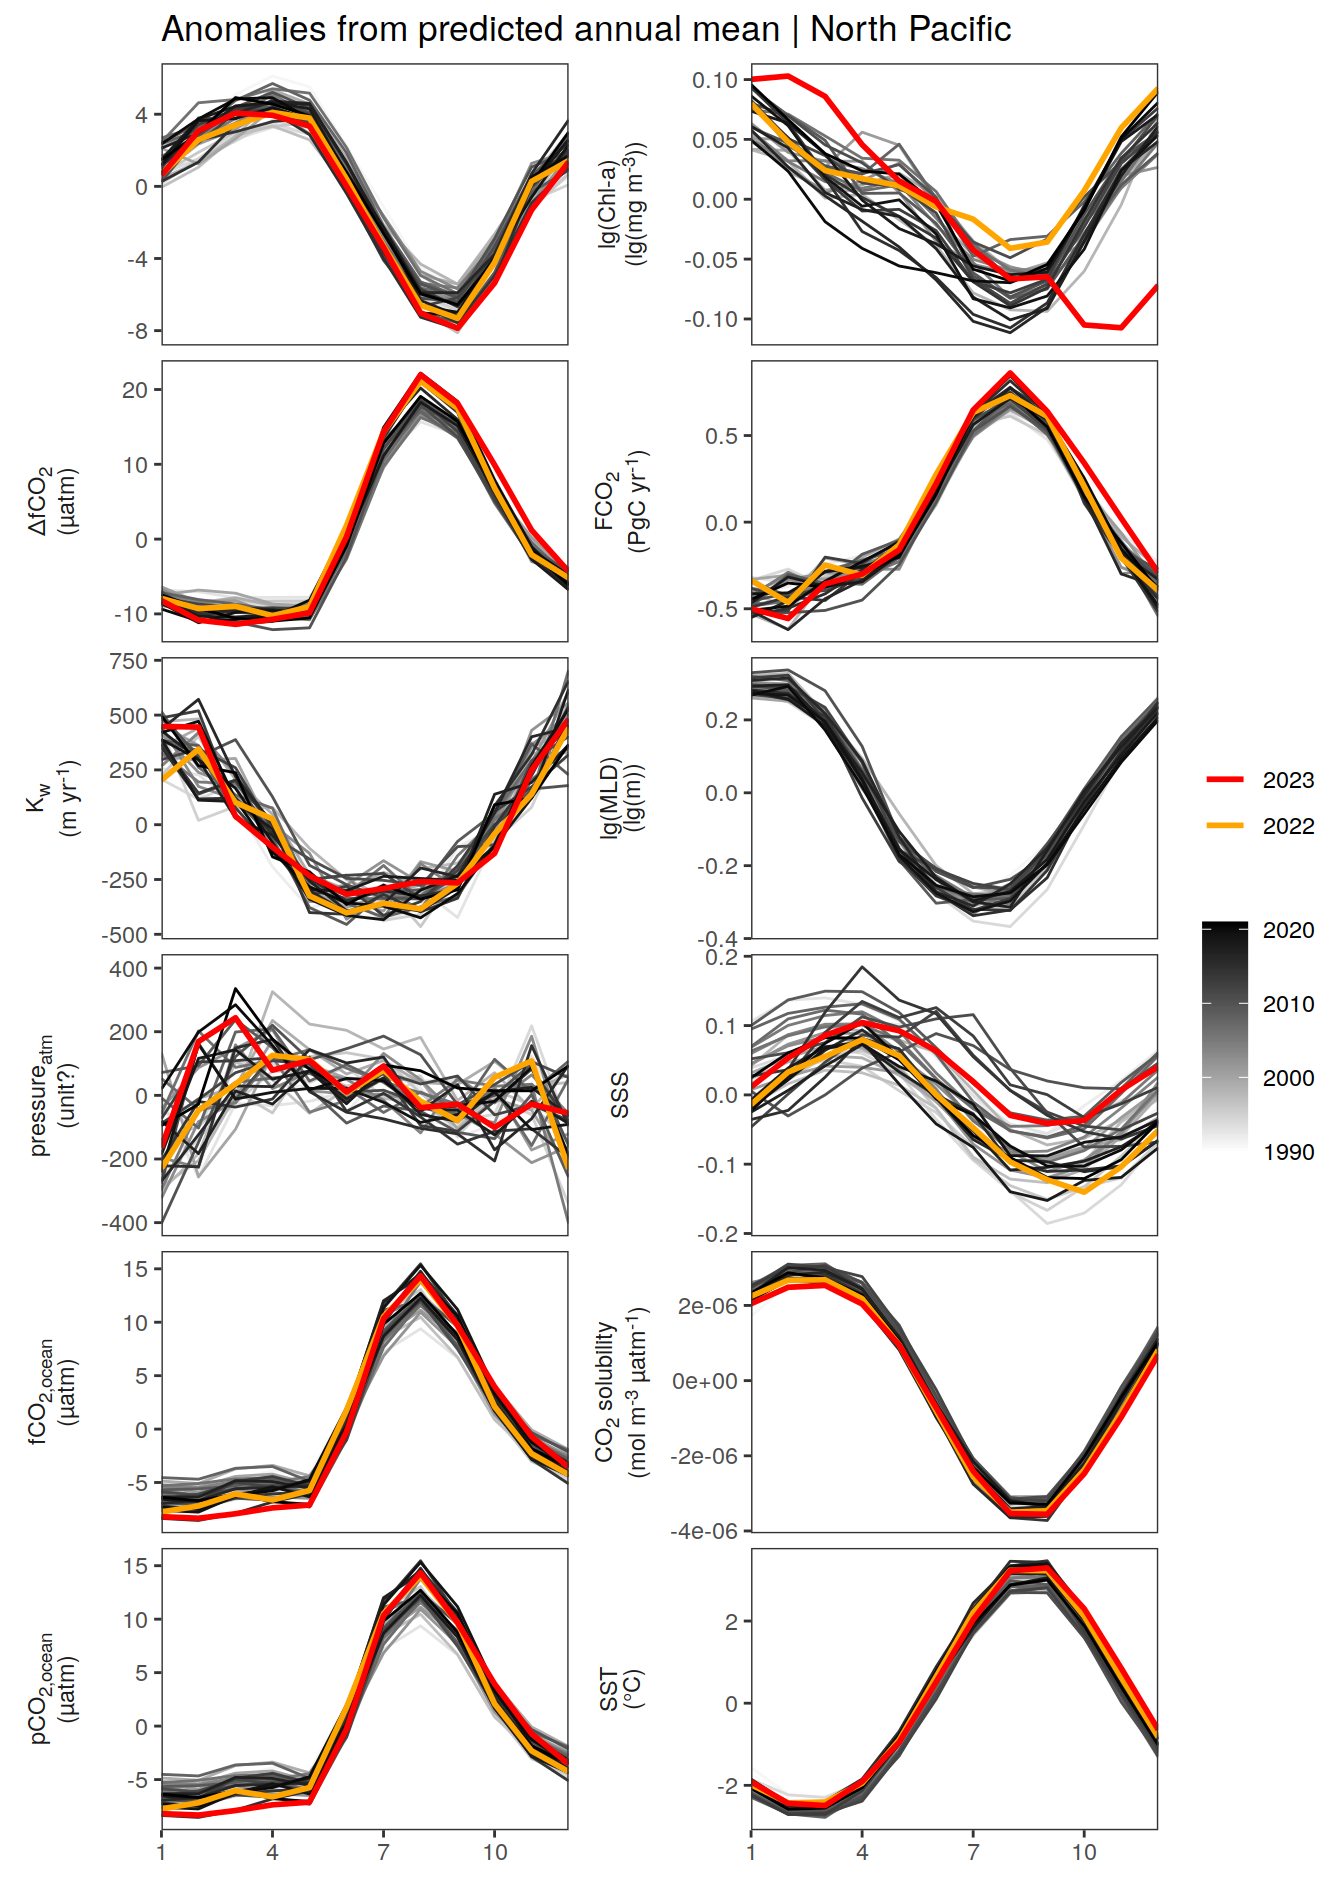 Anomalies from predicted annual mean | North Pacific
4
0
-4
-8
lg(Chl-a)
(lg(mg m-3))
0.10
0.05
0.00
-0.05
-0.10
ΔfCO2
(µatm)
20
10
0
-10
FCO2
(PgC yr-1)
0.5
0.0
-0.5
Kw
(m yr-1)
750
500
250
0
-250
-500
lg(MLD)
(lg(m))
0.2
0.0
-0.2
-0.4
pressureatm
(unit?)
400
200
0
-200
-400
SSS
0.2
0.1
0.0
-0.1
-0.2
fCO2,ocean
(µatm)
15
10
5
0
-5
CO2 solubility
(mol m-3 µatm-1)
2e-06
0e+00
-2e-06
-4e-06
pCO2,ocean
(µatm)
15
10
5
0
-5
SST
(°C)
2
0
-2
1 4 7 10
1 4 7 10
2023
2022
2020
2010
2000
1990